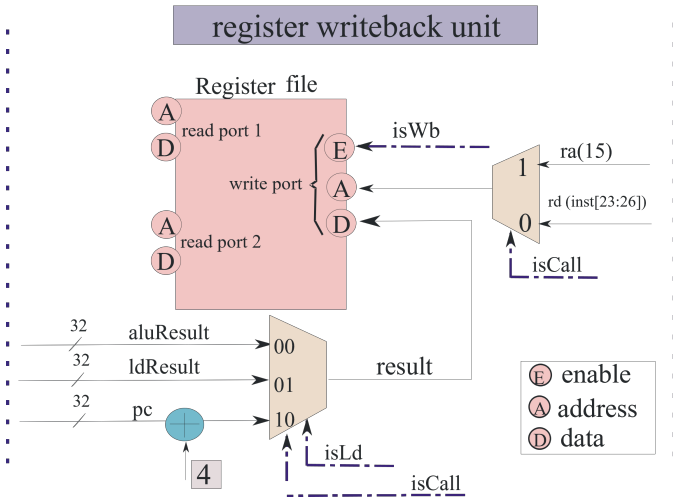 register writeback unit
Register file
A
read port 1
D
E
isWb
1
ra(15)
write port
A
rd (inst[23:26])
D
0
A
read port 2
isCall
D
32
aluResult
00
32
ldResult
01
result
32
pc
10
4
isLd
isCall
E enable
A address
D data